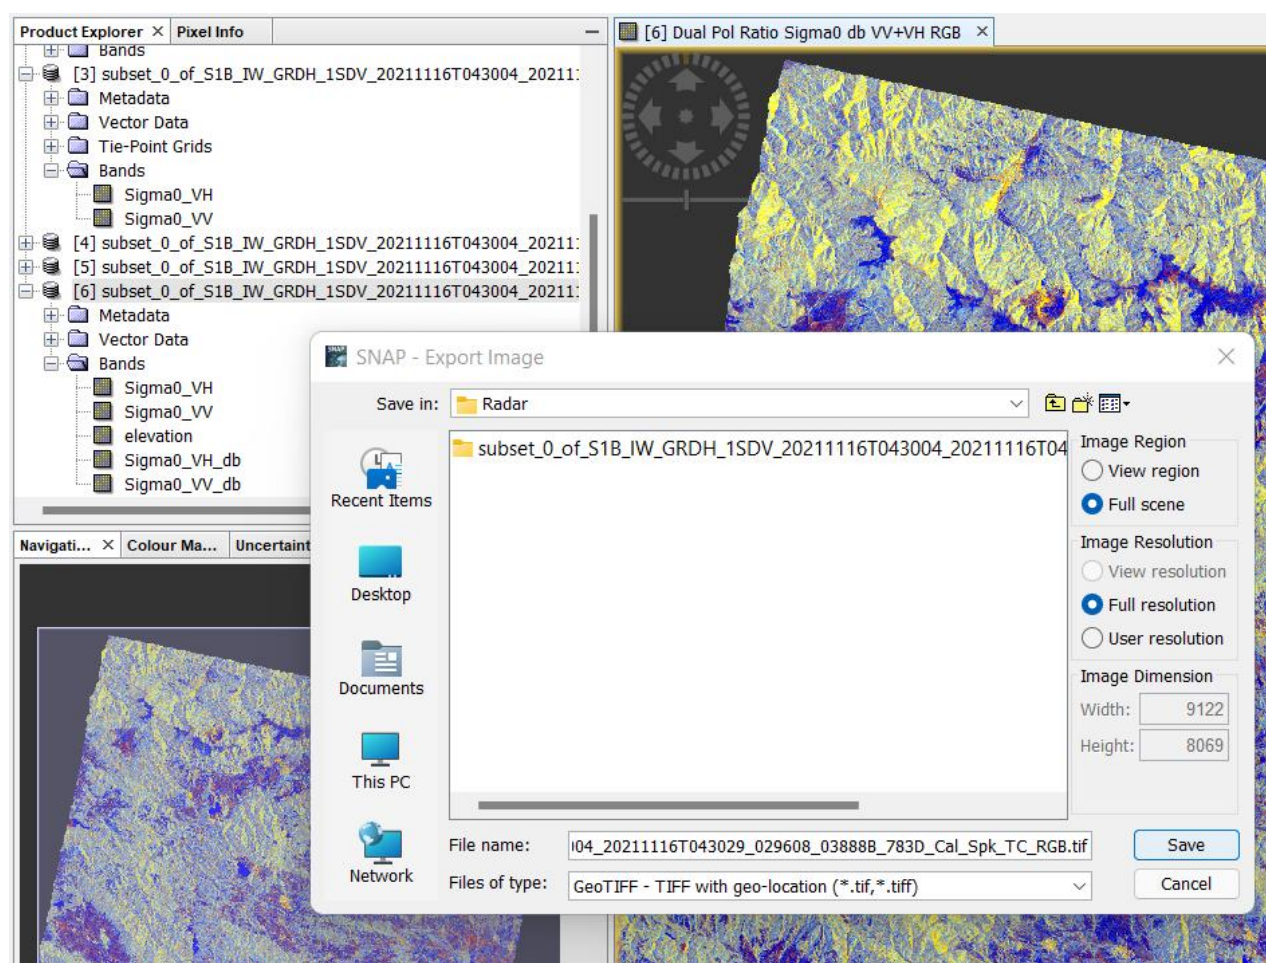 Product Explorer × Pixel Info
Bands
[3] subset_0_of_S1B_IW_GRDH_1SDV_20211116T043004_20211
Metadata
Vector Data
Tie-Point Grids
Bands
Sigma0_VH
Sigma0_VV
[4] subset_0_of_S1B_IW_GRDH_1SDV_20211116T043004_20211
[5] subset_0_of_S1B_IW_GRDH_1SDV_20211116T043004_20211
[6] subset_0_of_S1B_IW_GRDH_1SDV_20211116T043004_20211
Metadata
Vector Data
Bands
Sigma0_VH
Sigma0_VV
elevation
Sigma0_VH_db
Sigma0_VV_db
Navigati... × Colour Ma... Uncertaint
[6] Dual Pol Ratio Sigma0 db VV+VH RGB ×
SNAP - Export Image
Save in: Radar
Recent Items
Desktop
Documents
This PC
Network
subset_0_of_S1B_IW_GRDH_1SDV_20211116T043004_20211116T04
Image Region
View region
Full scene
Image Resolution
View resolution
Full resolution
User resolution
Image Dimension
Width: 9122
Height: 8069
File name: 04_20211116T043029_029608_03888B_783D_Cal_Spk_TC_RGB.tif
Save
Files of type: GeoTIFF - TIFF with geo-location (*.tif,*.tiff)
Cancel